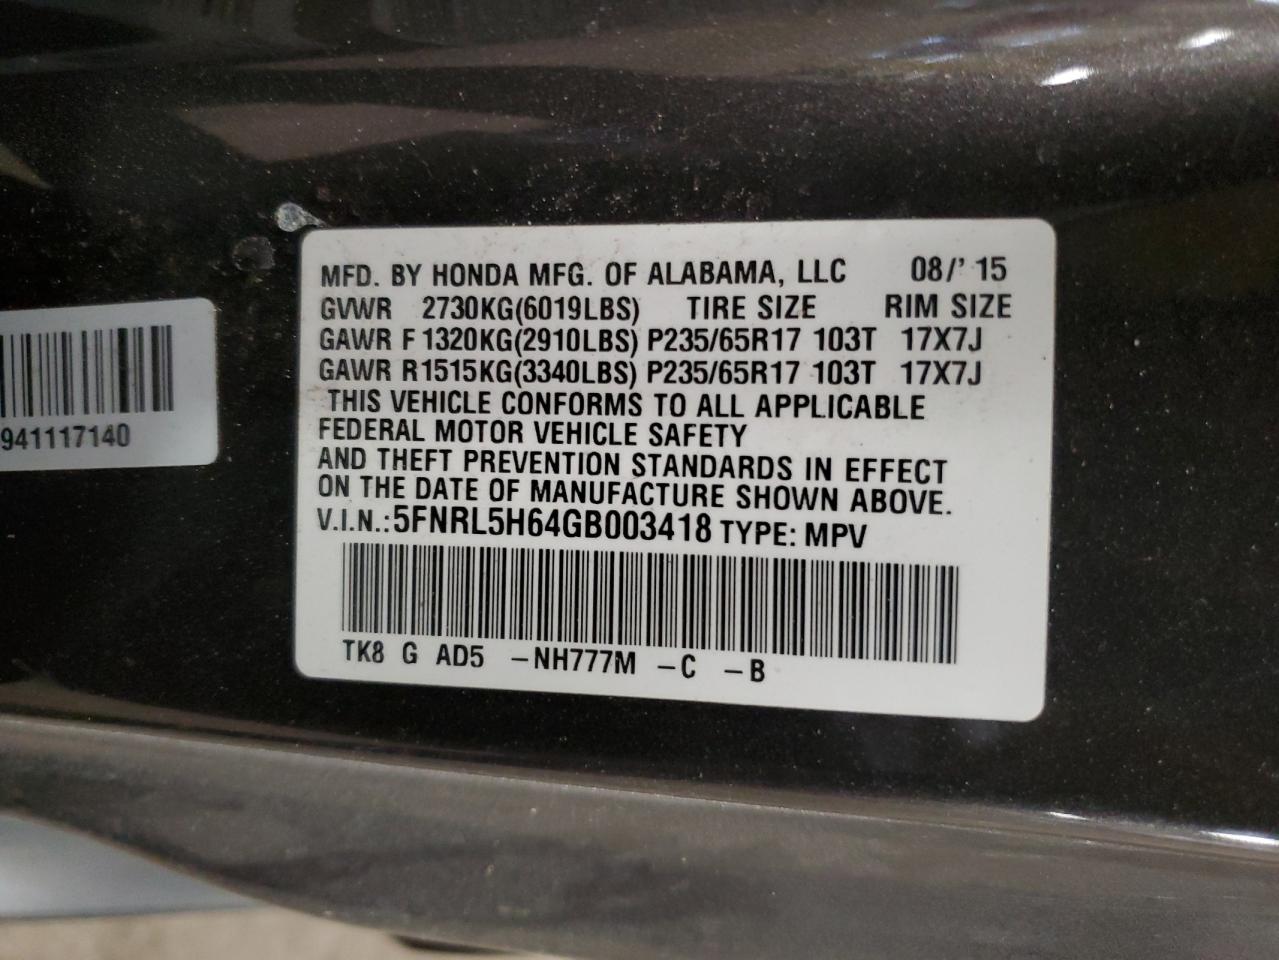 MFD. BY HONDA MFG. OF ALABAMA, LLC 08/' 15
GVWR 2730KG(6019LBS) TIRE SIZE RIM SIZE
GAWR F 1320KG(2910LBS) P235/65R17 103T 17X7J
GAWR R1515KG(3340LBS) P235/65R17 103T 17X7J
THIS VEHICLE CONFORMS TO ALL APPLICABLE
FEDERAL MOTOR VEHICLE SAFETY
AND THEFT PREVENTION STANDARDS IN EFFECT
ON THE DATE OF MANUFACTURE SHOWN ABOVE.
V.I.N.:5FNRL5H64GB003418 TYPE: MPV
TK8 G AD5 -NH777M -C -B
941117140